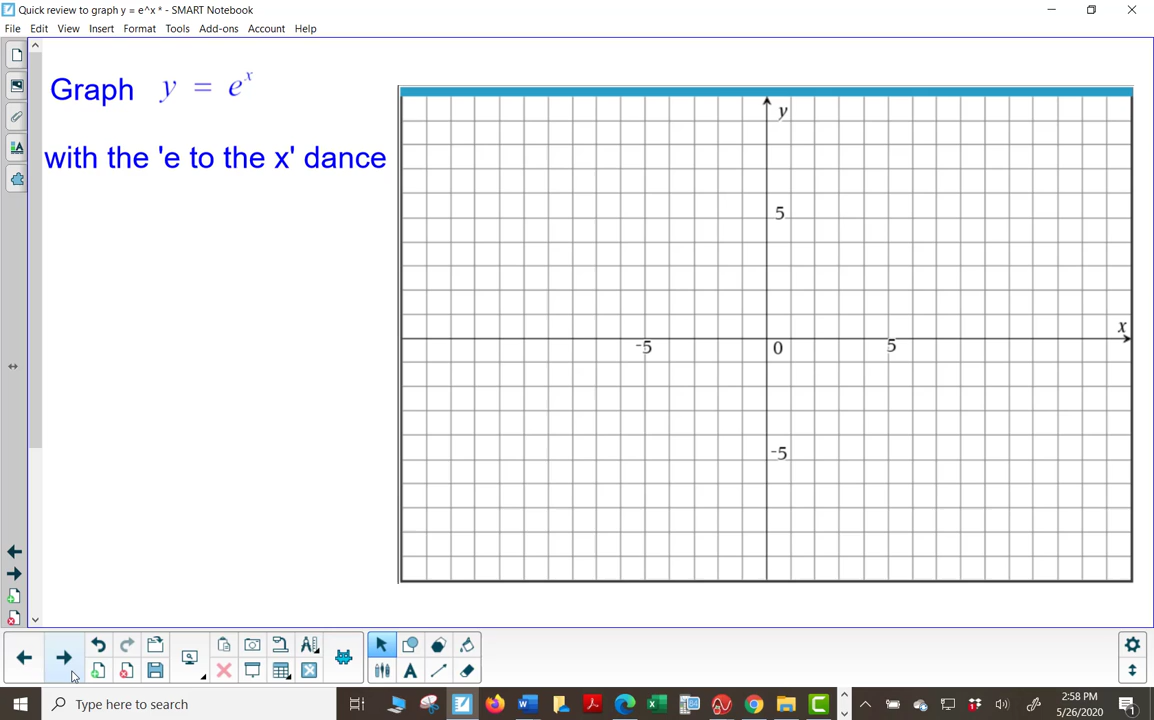 Quick review to graph y = e^x * - SMART Notebook
File Edit View Insert Format Tools Add-ons Account Help
Graph y = e^x
with the 'e to the x' dance
y
5
x
-5 0 5
-5
Type here to search
2:58 PM
5/26/2020
1